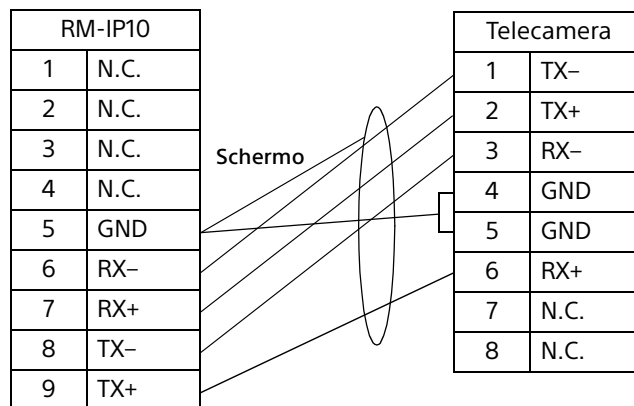 RM-IP10
1 N.C.
2 N.C.
3 N.C.
4 N.C.
5 GND
6 RX–
7 RX+
8 TX–
9 TX+
Schermo
Telecamera
1 TX–
2 TX+
3 RX–
4 GND
5 GND
6 RX+
7 N.C.
8 N.C.